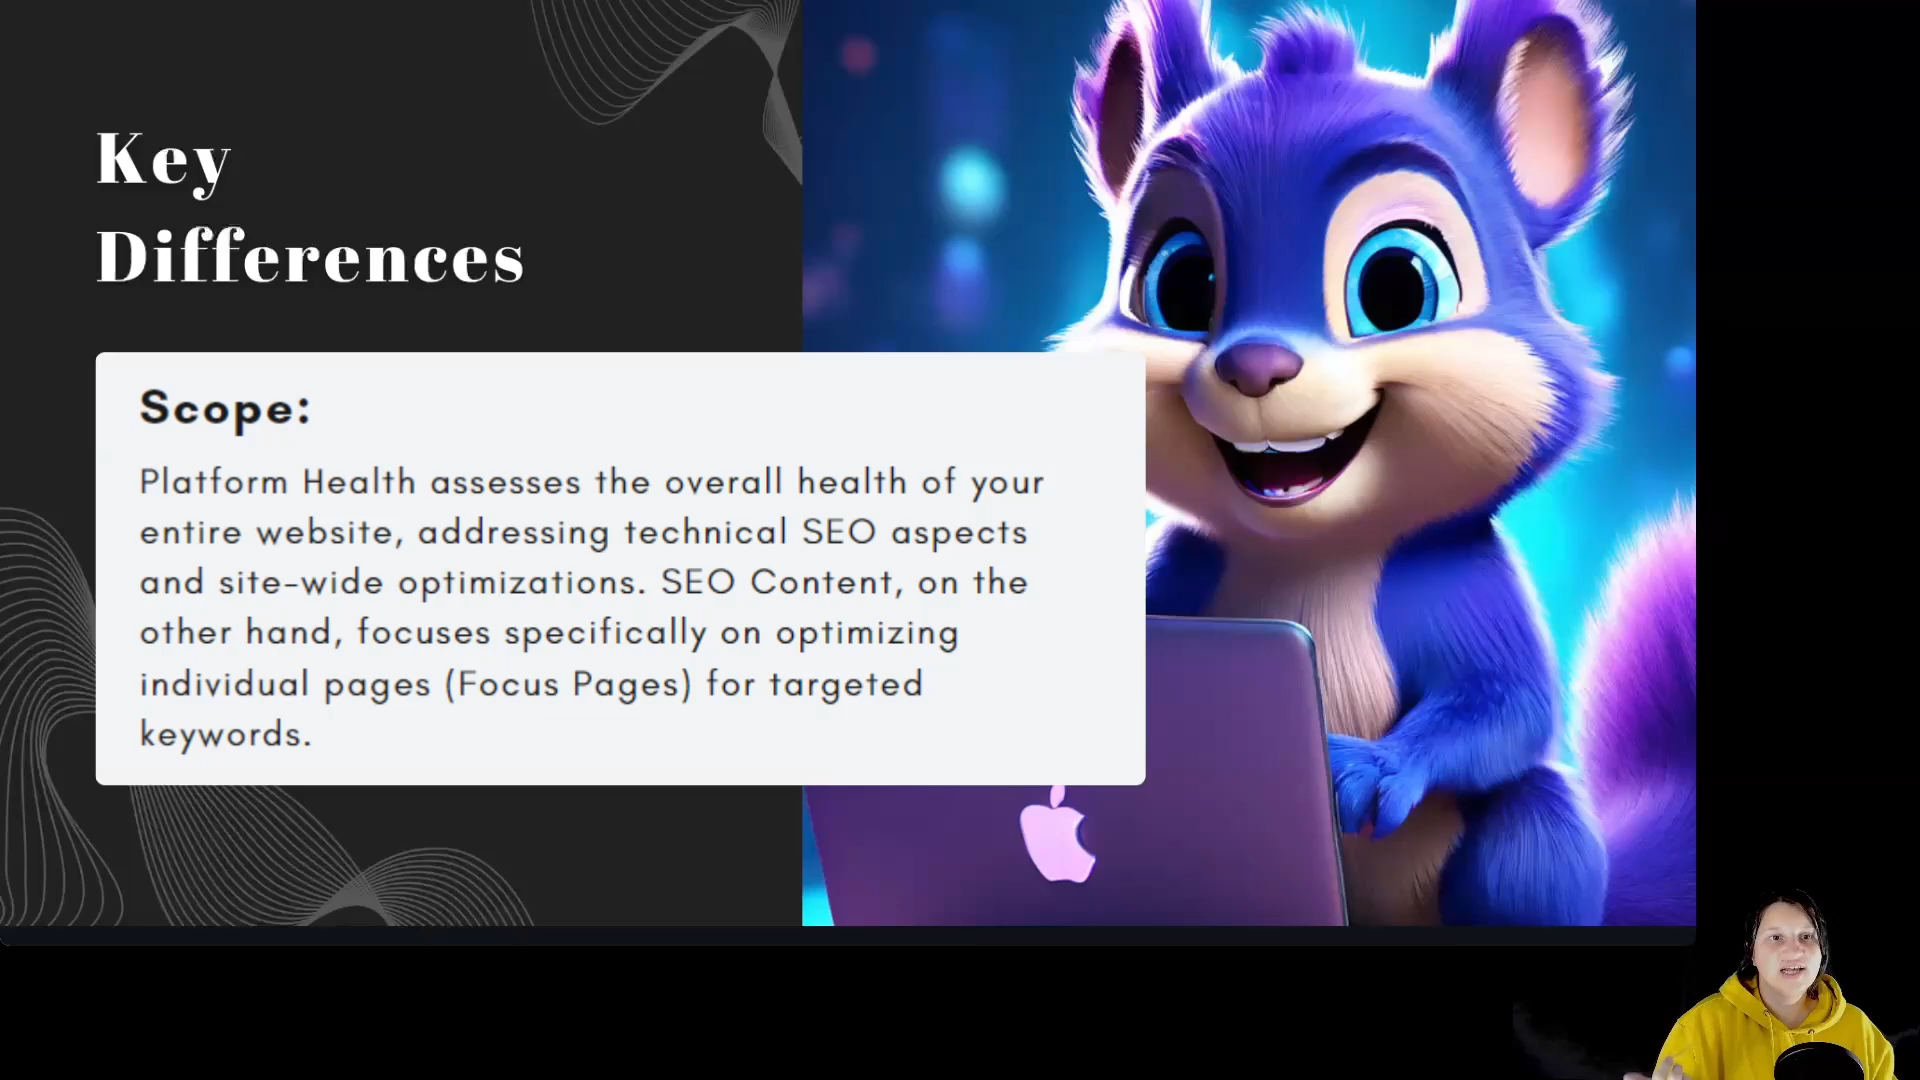 Key
Differences
Scope:
Platform Health assesses the overall health of your
entire website, addressing technical SEO aspects
and site-wide optimizations. SEO Content, on the
other hand, focuses specifically on optimizing
individual pages (Focus Pages) for targeted
keywords.